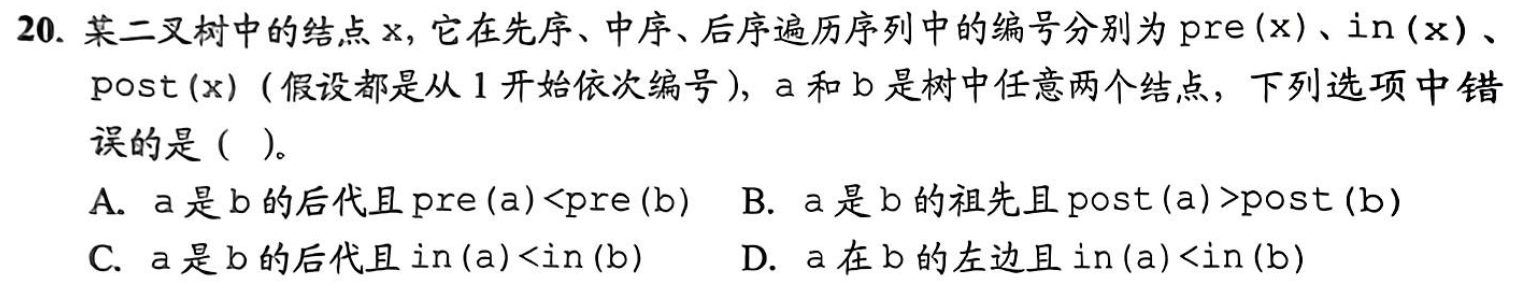 20. 某二叉树中的结点 x, 它在先序、中序、后序遍历序列中的编号分别为 pre(x)、in(x)、
post(x) (假设都是从 1 开始依次编号), a 和 b 是树中任意两个结点, 下列选项中错
误的是 ( )。
A. a 是 b 的后代且 pre(a)<pre(b) B. a 是 b 的祖先且 post(a)>post(b)
C. a 是 b 的后代且 in(a)<in(b) D. a 在 b 的左边且 in(a)<in(b)